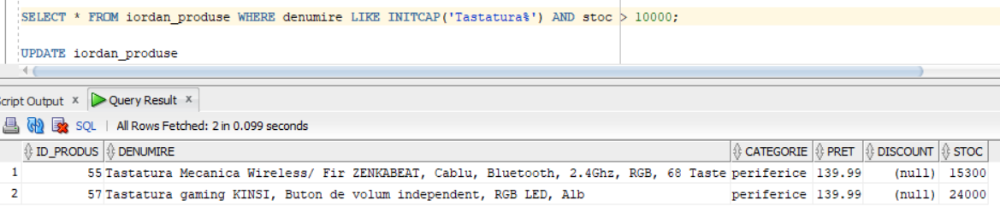 SELECT * FROM iordan_produse WHERE denumire LIKE INITCAP('Tastatura%') AND stoc > 10000;
UPDATE iordan_produse
Script Output x Query Result x
SQL | All Rows Fetched: 2 in 0.099 seconds
ID_PRODUS DENUMIRE CATEGORIE PRET DISCOUNT STOC
1 55 Tastatura Mecanica Wireless/ Fir ZENKABEAT, Cablu, Bluetooth, 2.4Ghz, RGB, 68 Taste periferice 139.99 (null) 15300
2 57 Tastatura gaming KINSI, Buton de volum independent, RGB LED, Alb periferice 139.99 (null) 24000